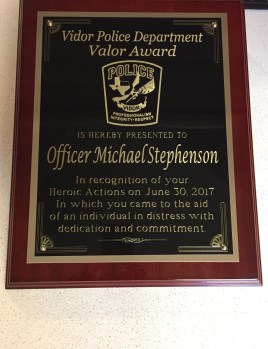 Vidor Police Department
Valor Award
POLICE
VIDOR
PROFESSIONALISM
INTEGRITY·RESPECT
IS HEREBY PRESENTED TO
Officer Michael Stephenson
In recognition of your
Heroic Actions on June 30, 2017
In which you came to the aid
of an individual in distress with
dedication and commitment.